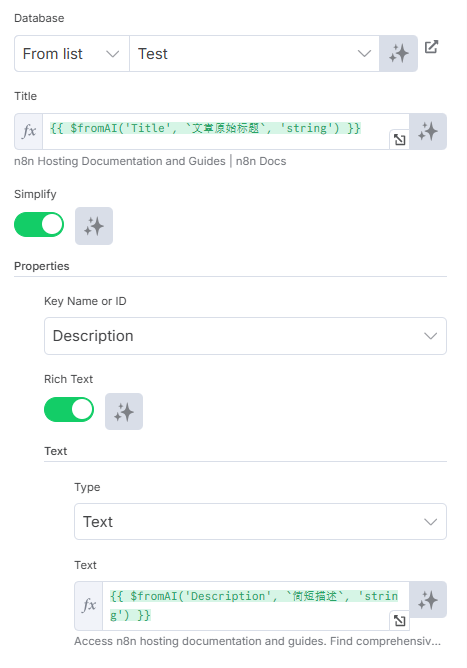 Database
From list Test
Title
fx {{ $fromAI('Title', `文章原始标题`, 'string') }}
n8n Hosting Documentation and Guides | n8n Docs
Simplify
Properties
Key Name or ID
Description
Rich Text
Text
Type
Text
Text
fx {{ $fromAI('Description', `简短描述`, 'strin
g') }}
Access n8n hosting documentation and guides. Find comprehensiv...